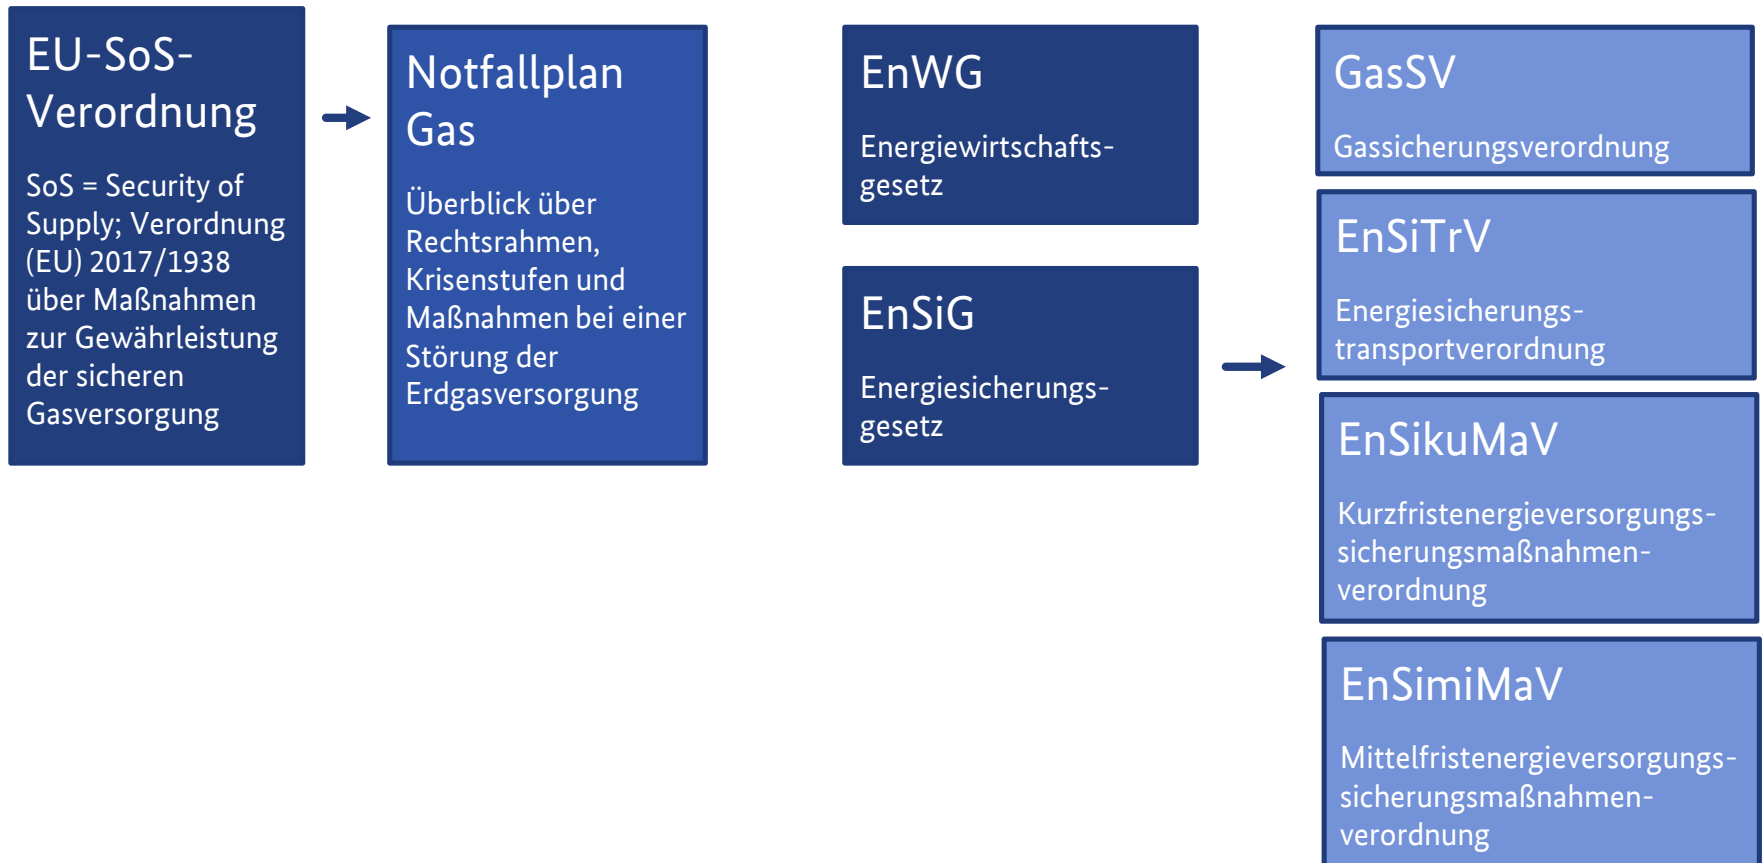 EU-SoS-
Verordnung
SoS = Security of
Supply; Verordnung
(EU) 2017/1938
über Maßnahmen
zur Gewährleistung
der sicheren
Gasversorgung
Notfallplan
Gas
Überblick über
Rechtsrahmen,
Krisenstufen und
Maßnahmen bei einer
Störung der
Erdgasversorgung
EnWG
Energiewirtschafts-
gesetz
EnSiG
Energiesicherungs-
gesetz
GasSV
Gassicherungsverordnung
EnSiTrV
Energiesicherungs-
transportverordnung
EnSikuMaV
Kurzfristenergieversorgungs-
sicherungsmaßnahmen-
verordnung
EnSimiMaV
Mittelfristenergieversorgungs-
sicherungsmaßnahmen-
verordnung